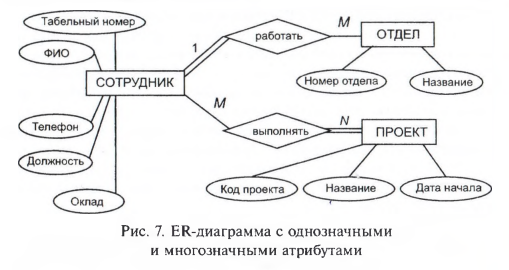 Табельный номер
ФИО
СОТРУДНИК
Телефон
Должность
Оклад
1
работать
M
ОТДЕЛ
Номер отдела
Название
M
выполнять
N
ПРОЕКТ
Код проекта
Название
Дата начала
Рис. 7. ER-диаграмма с однозначными
и многозначными атрибутами